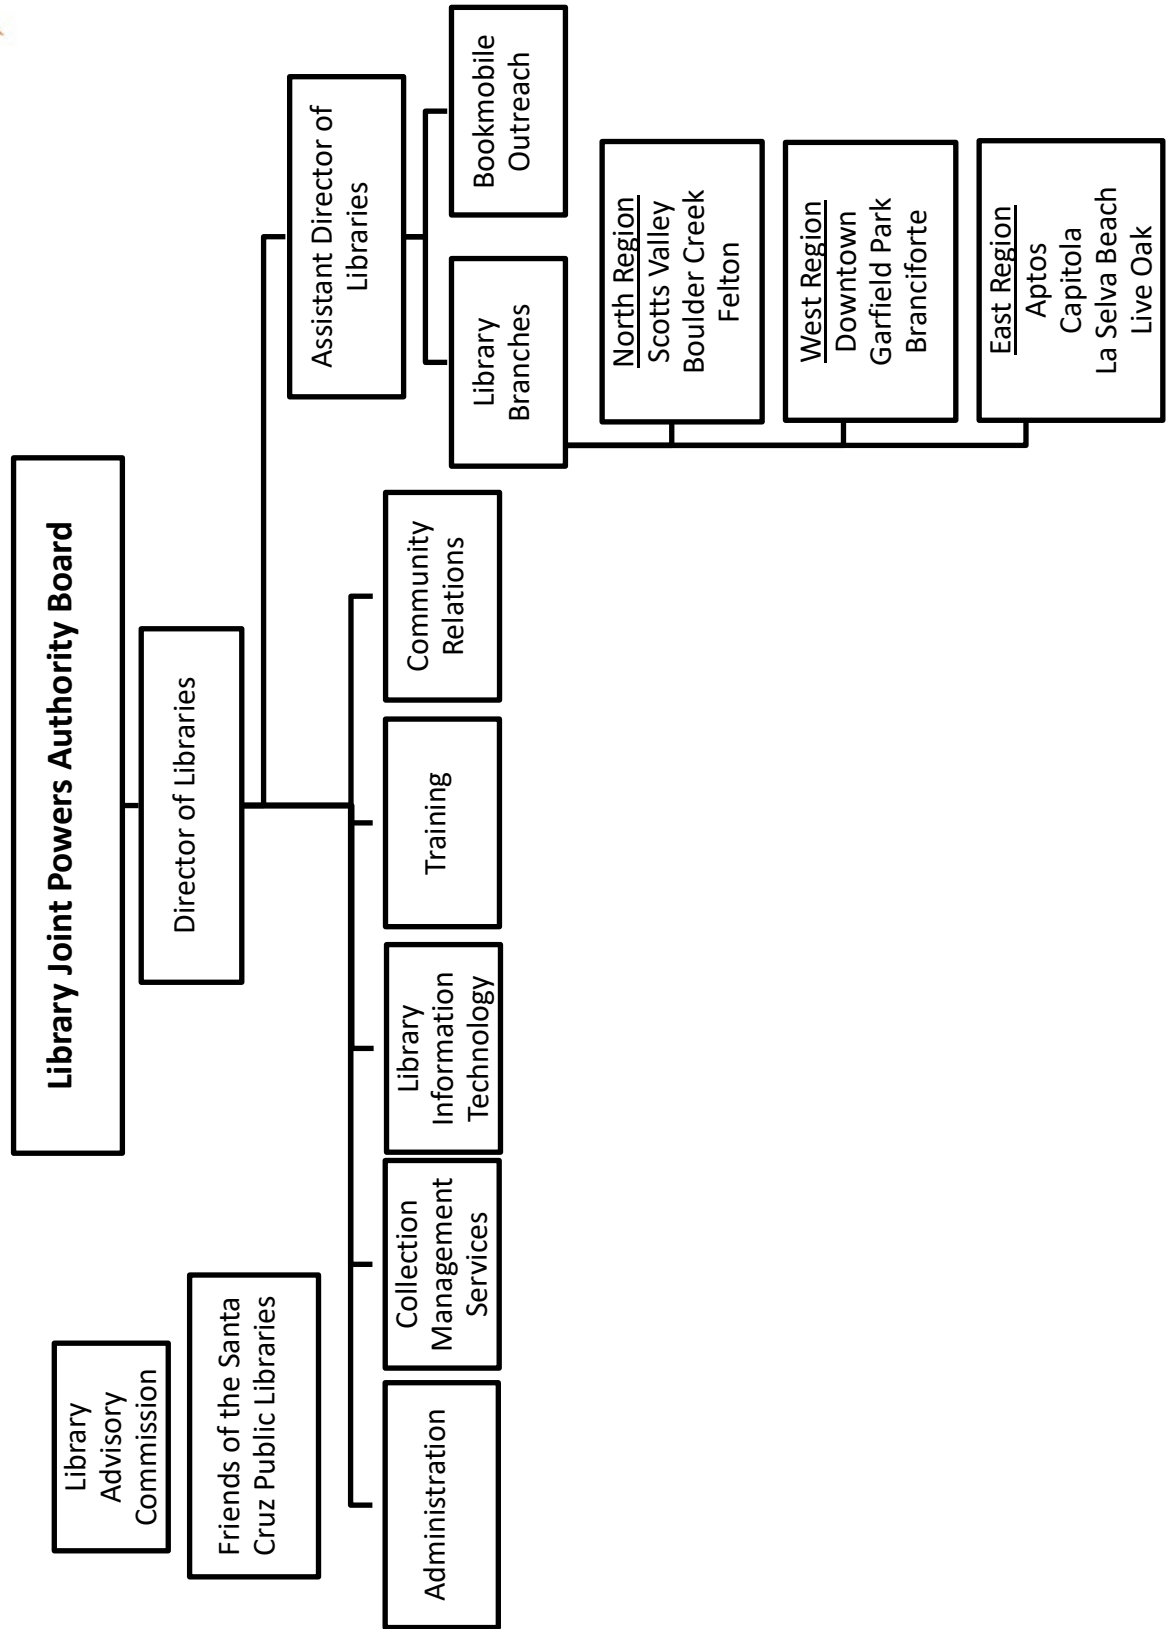 Library Joint Powers Authority Board
Library
Advisory
Commission
Director of Libraries
Friends of the Santa
Cruz Public Libraries
Assistant Director of
Libraries
Administration
Collection
Management
Services
Library
Information
Technology
Training
Community
Relations
Library
Branches
Bookmobile
Outreach
North Region
Scotts Valley
Boulder Creek
Felton
West Region
Downtown
Garfield Park
Branciforte
East Region
Aptos
Capitola
La Selva Beach
Live Oak